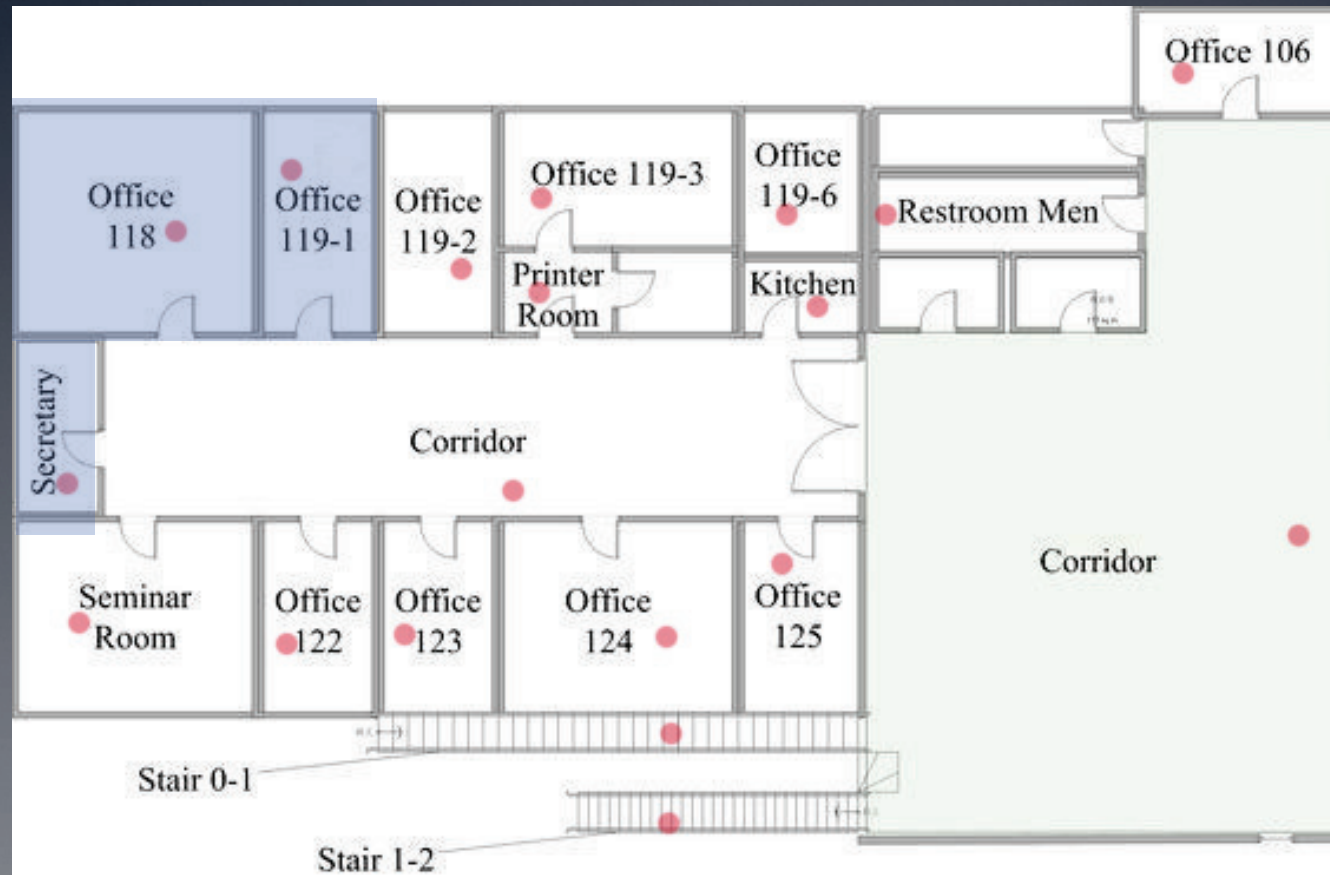 Office 106
Office
118
Office
119-1
Office
119-2
Office 119-3
Office
119-6
Restroom Men
Printer
Room
Kitchen
Secretary
Corridor
Corridor
Seminar
Room
Office
122
Office
123
Office
124
Office
125
Stair 0-1
Stair 1-2